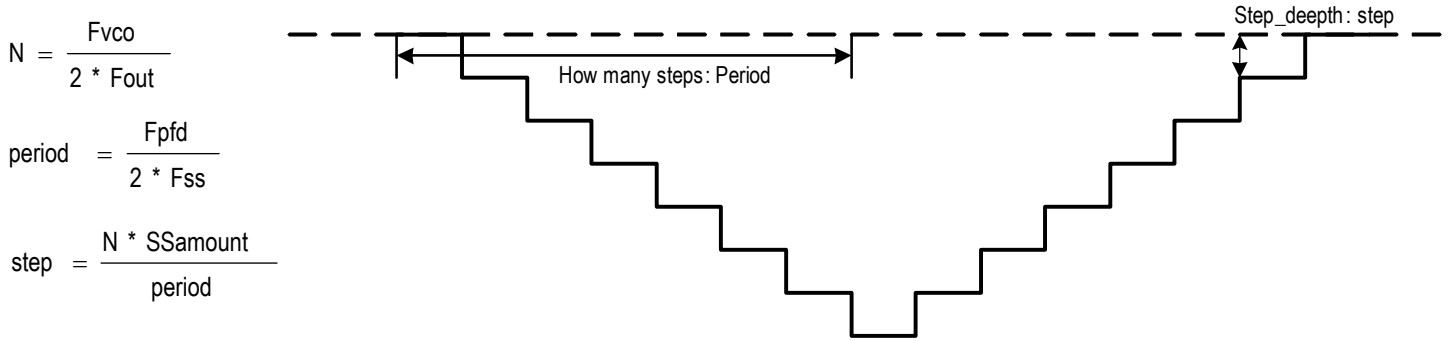 N = Fvco / 2 * Fout
period = Fpfd / 2 * Fss
step = N * SSamount / period
Step_deepth: step
How many steps: Period